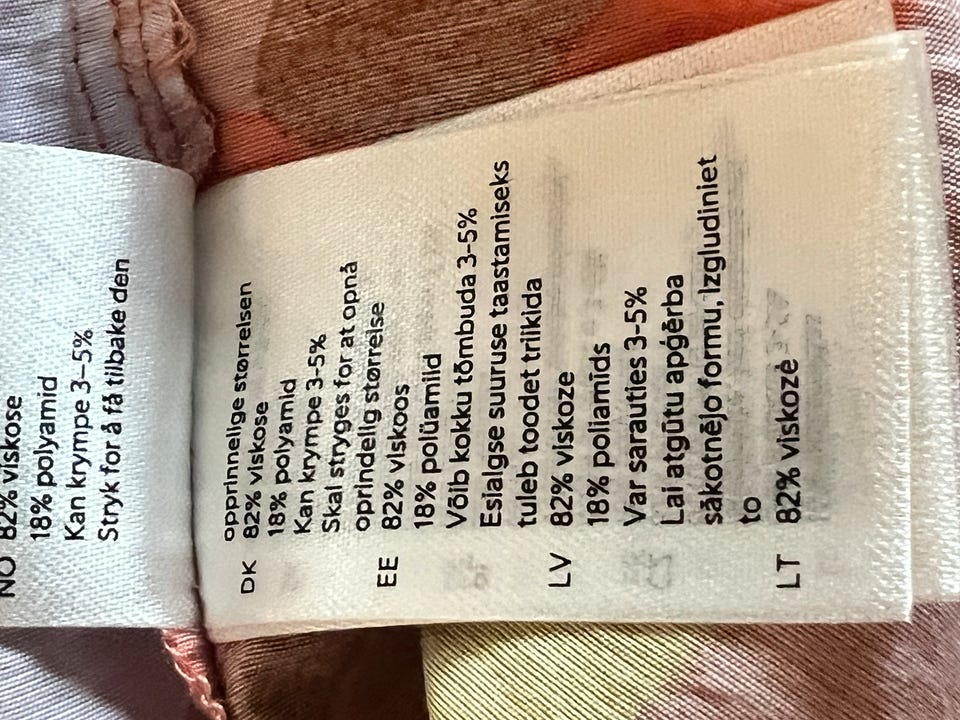 NO 82% viskose
18% polyamid
Kan krympe 3-5%
Stryk for å få tilbake den
opprinnelige størrelsen
DK 82% viskose
18% polyamid
Kan krympe 3-5%
Skal stryges for at opnå
oprindelig størrelse
EE 82% viskoos
18% polüamiid
Võib kokku tõmbuda 3-5%
Esialgse suuruse taastamiseks
tuleb toodet triikida
LV 82% viskoze
18% poliamīds
Var sarauties 3-5%
Lai atgūtu apģērba
sākotnējo formu, izgludiniet
to
LT 82% viskozė